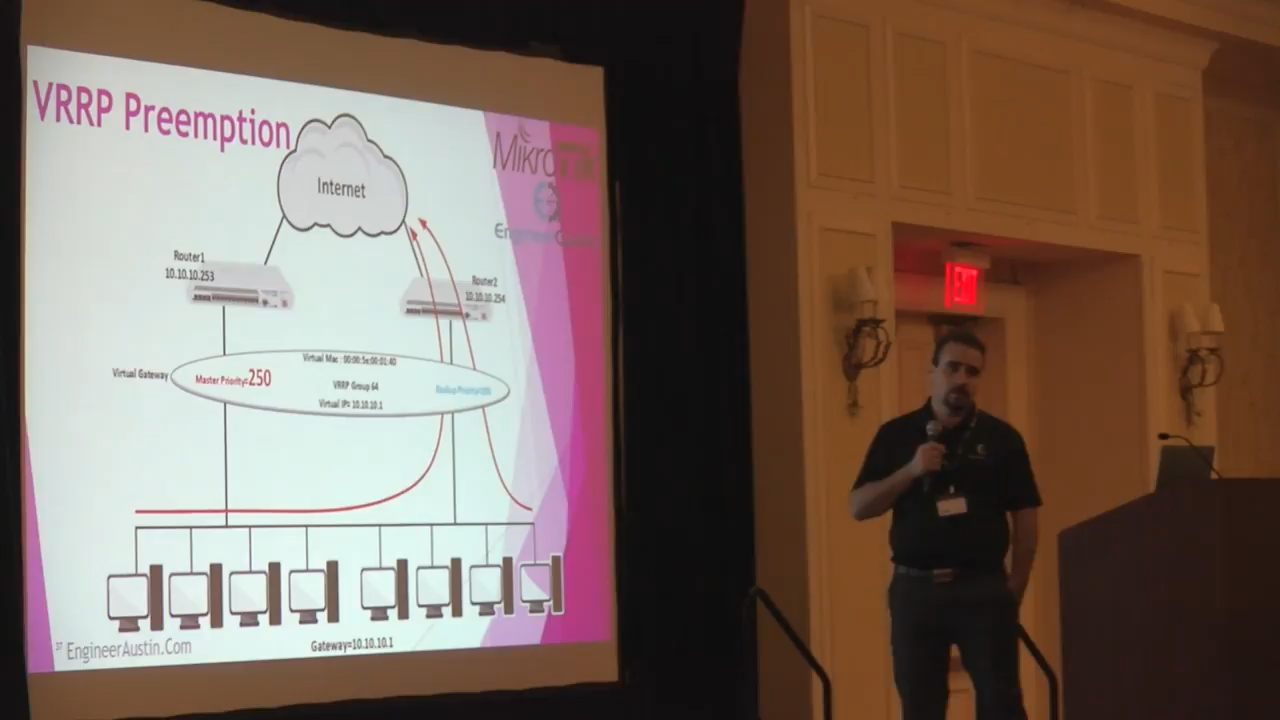 VRRP Preemption
Internet
Router1
10.10.10.253
Router2
10.10.10.254
Virtual Mac : 00:00:5e:00:01:40
Virtual Gateway
Master Priority=250
VRRP Group 64
Virtual IP= 10.10.10.1
37 EngineerAustin.Com
Gateway=10.10.10.1
EXIT